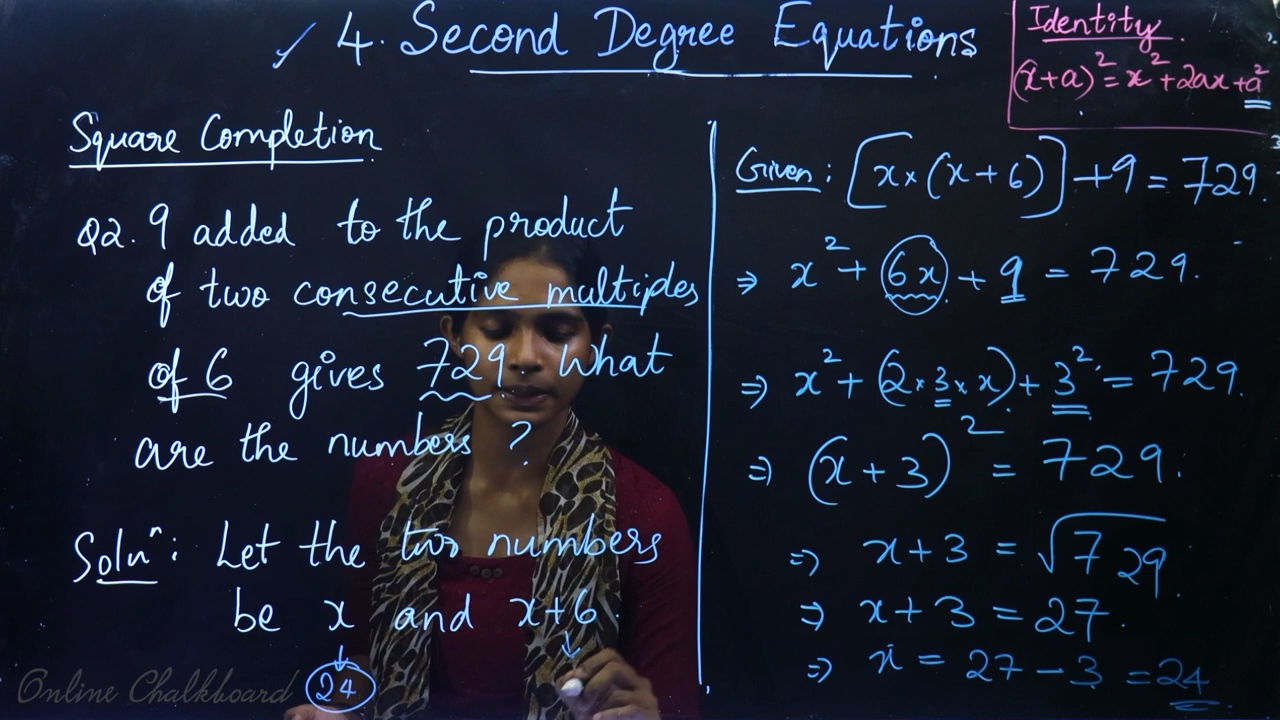 ✓ 4. Second Degree Equations
Identity
(x+a)² = x² + 2ax + a²
Square Completion
Q2. 9 added to the product
of two consecutive multiples
of 6 gives 729. What
are the numbers ?
Soluⁿ: Let the two numbers
be x and x+6
24
Online Chalkboard
Given: [x × (x + 6)] + 9 = 729.
⇒ x² + 6x + 9 = 729.
⇒ x² + (2 × 3 × x) + 3² = 729.
⇒ (x + 3)² = 729.
⇒ x + 3 = √729.
⇒ x + 3 = 27.
⇒ x = 27 − 3 = 24